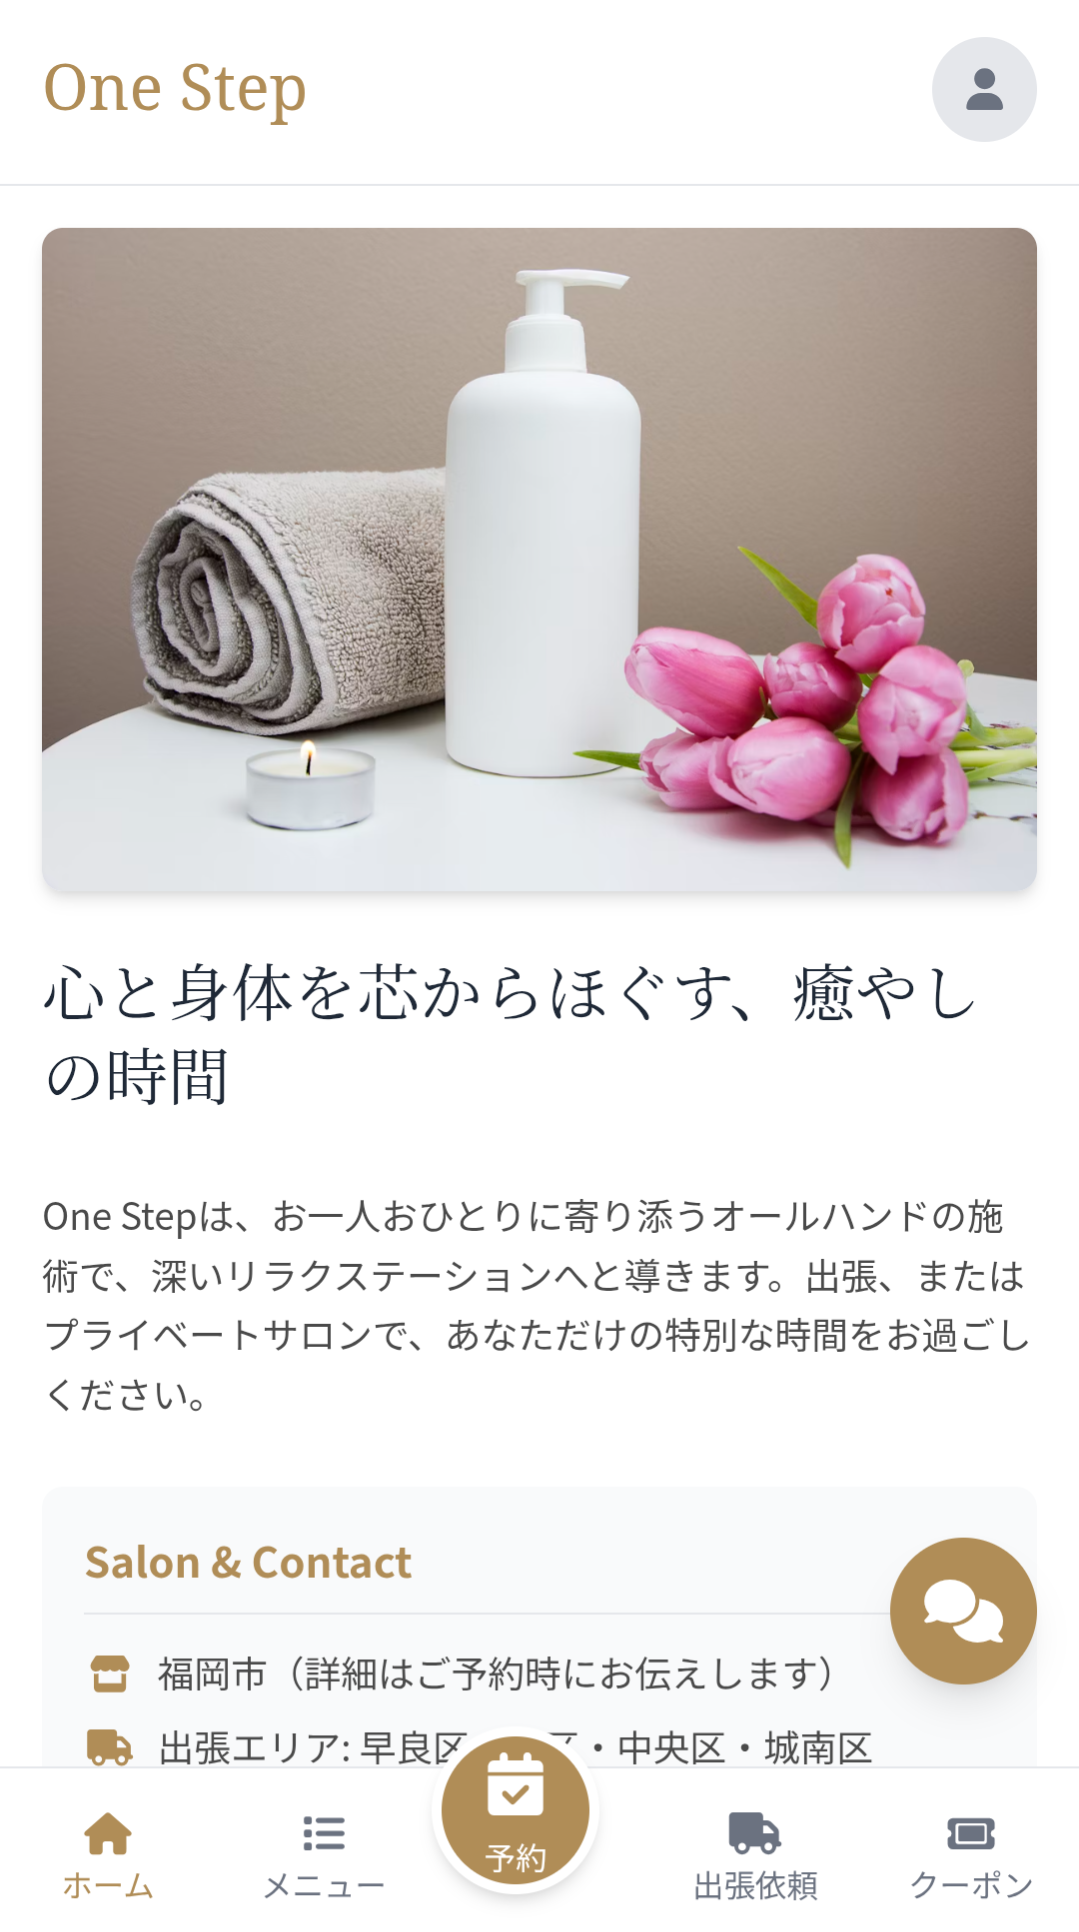 One Step
心と身体を芯からほぐす、癒やし
の時間
One Stepは、お一人おひとりに寄り添うオールハンドの施
術で、深いリラクステーションへと導きます。出張、または
プライベートサロンで、あなただけの特別な時間をお過ごし
ください。
Salon & Contact
福岡市（詳細はご予約時にお伝えします）
出張エリア: 早良区 区・中央区・城南区
ホーム
メニュー
予約
出張依頼
クーポン